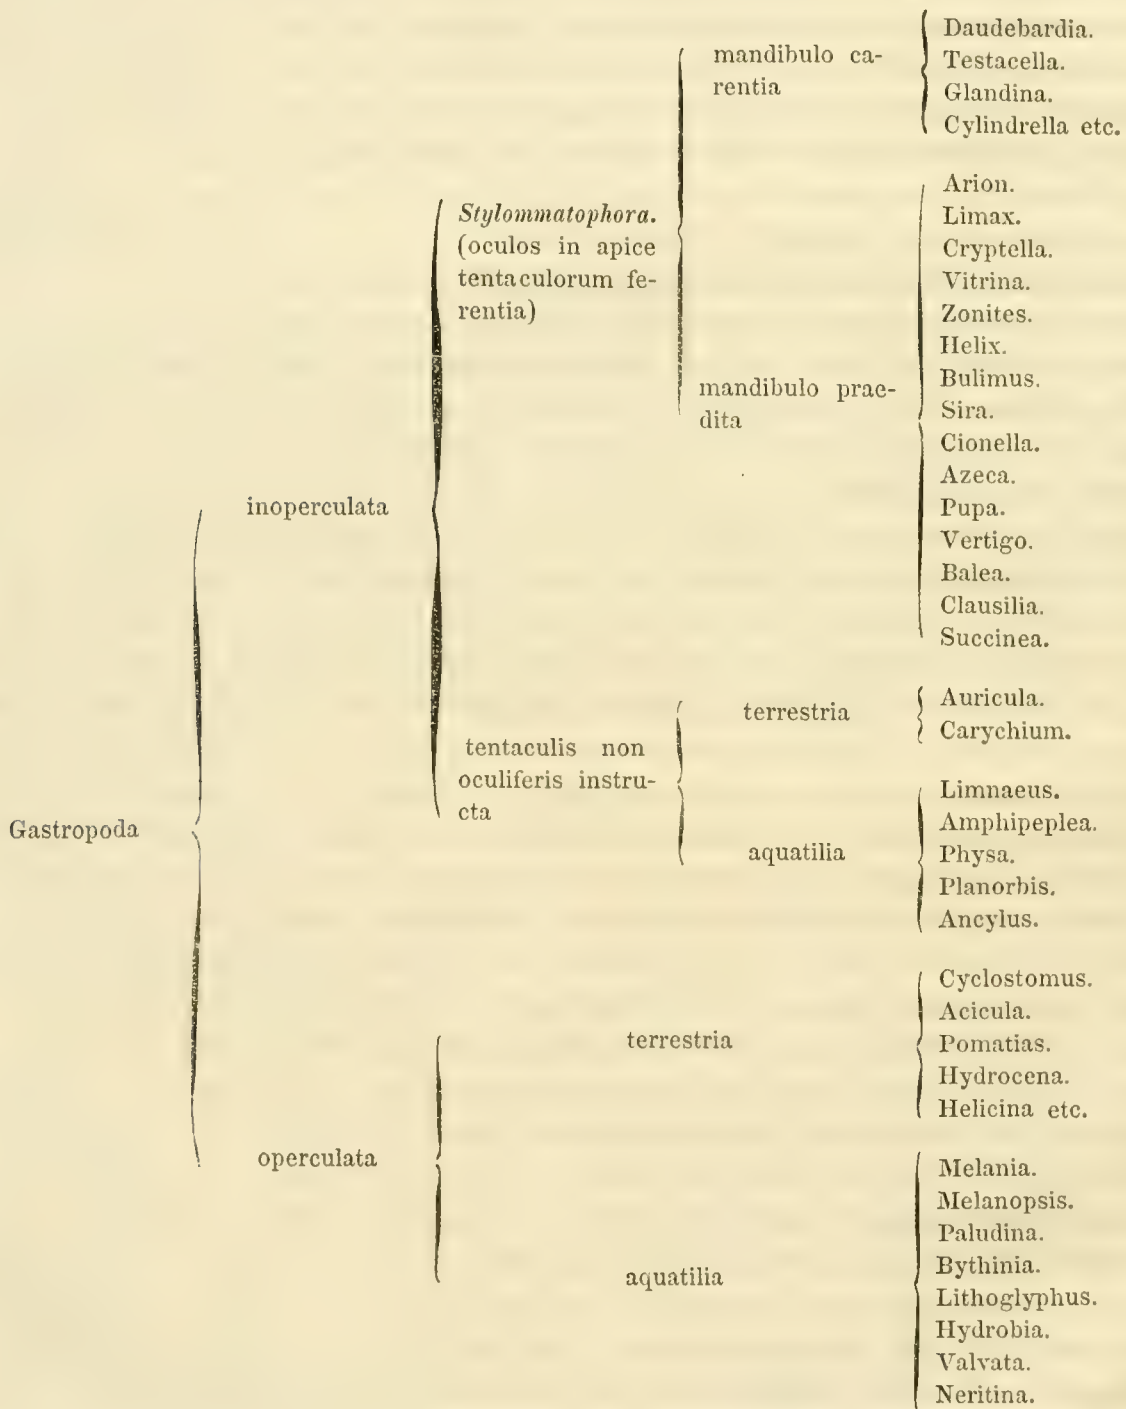 Gastropoda
inoperculata
Stylommatophora.
(oculos in apice
tentaculorum fe-
rentia)
mandibulo ca-
rentia
Daudebardia.
Testacella.
Glandina.
Cylindrella etc.
mandibulo prae-
dita
Arion.
Limax.
Cryptella.
Vitrina.
Zonites.
Helix.
Bulimus.
Sira.
Cionella.
Azeca.
Pupa.
Vertigo.
Balea.
Clausilia.
Succinea.
tentaculis non
oculiferis instru-
cta
terrestria
Auricula.
Carychium.
aquatilia
Limnaeus.
Amphipeplea.
Physa.
Planorbis.
Ancylus.
operculata
terrestria
Cyclostomus.
Acicula.
Pomatias.
Hydrocena.
Helicina etc.
aquatilia
Melania.
Melanopsis.
Paludina.
Bythinia.
Lithoglyphus.
Hydrobia.
Valvata.
Neritina.